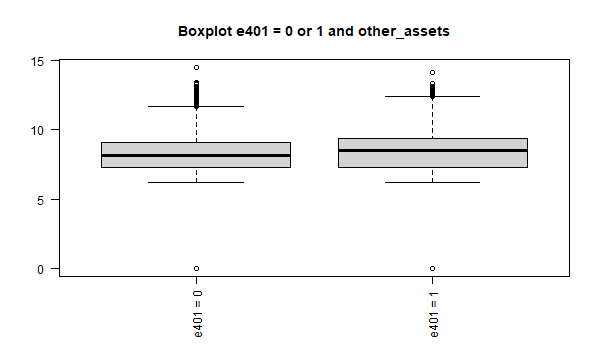 Boxplot e401 = 0 or 1 and other_assets
15
10
5
0
e401 = 0
e401 = 1